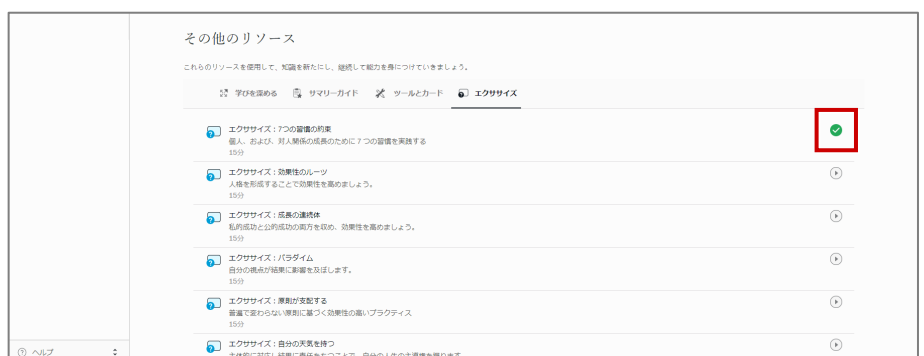 その他のリソース
これらのリソースを使用して、知識を新たにし、継続して能力を身につけていきましょう。
学びを深める サマリーガイド ツールとカード エクササイズ
エクササイズ：7つの習慣の約束
個人、および、対人関係の成長のために７つの習慣を実践する
15分
エクササイズ：効果性のルーツ
人格を形成することで効果性を高めましょう。
15分
エクササイズ：成長の連続体
私的成功と公的成功の両方を収め、効果性を高めましょう。
15分
エクササイズ：パラダイム
自分の視点が結果に影響を及ぼします。
15分
エクササイズ：原則が支配する
普遍で変わらない原則に基づく効果性の高いプラクティス
15分
エクササイズ：自分の天気を持つ
ヘルプ